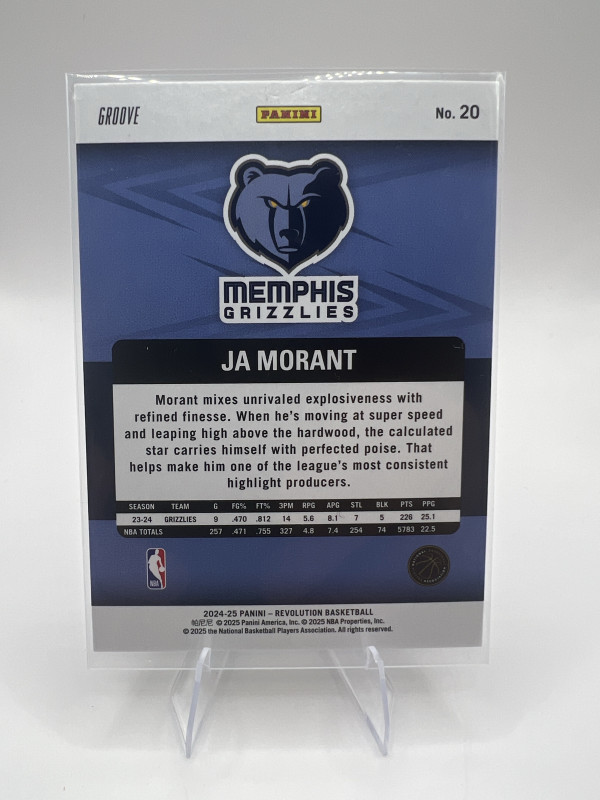 GROOVE
PANINI
No. 20
MEMPHIS
GRIZZLIES
JA MORANT
Morant mixes unrivaled explosiveness with
refined finesse. When he's moving at super speed
and leaping high above the hardwood, the calculated
star carries himself with perfected poise. That
helps make him one of the league's most consistent
highlight producers.
SEASON TEAM G FG% FT% 3PM RPG APG STL BLK PTS PPG
23-24 GRIZZLIES 9 .470 .812 14 5.6 8.1 7 5 226 25.1
NBA TOTALS 257 .471 .755 327 4.8 7.4 254 74 5783 22.5
NBA
2024-25 PANINI – REVOLUTION BASKETBALL
帕尼尼 © 2025 Panini America, Inc. © 2025 NBA Properties, Inc.
© 2025 the National Basketball Players Association. All rights reserved.